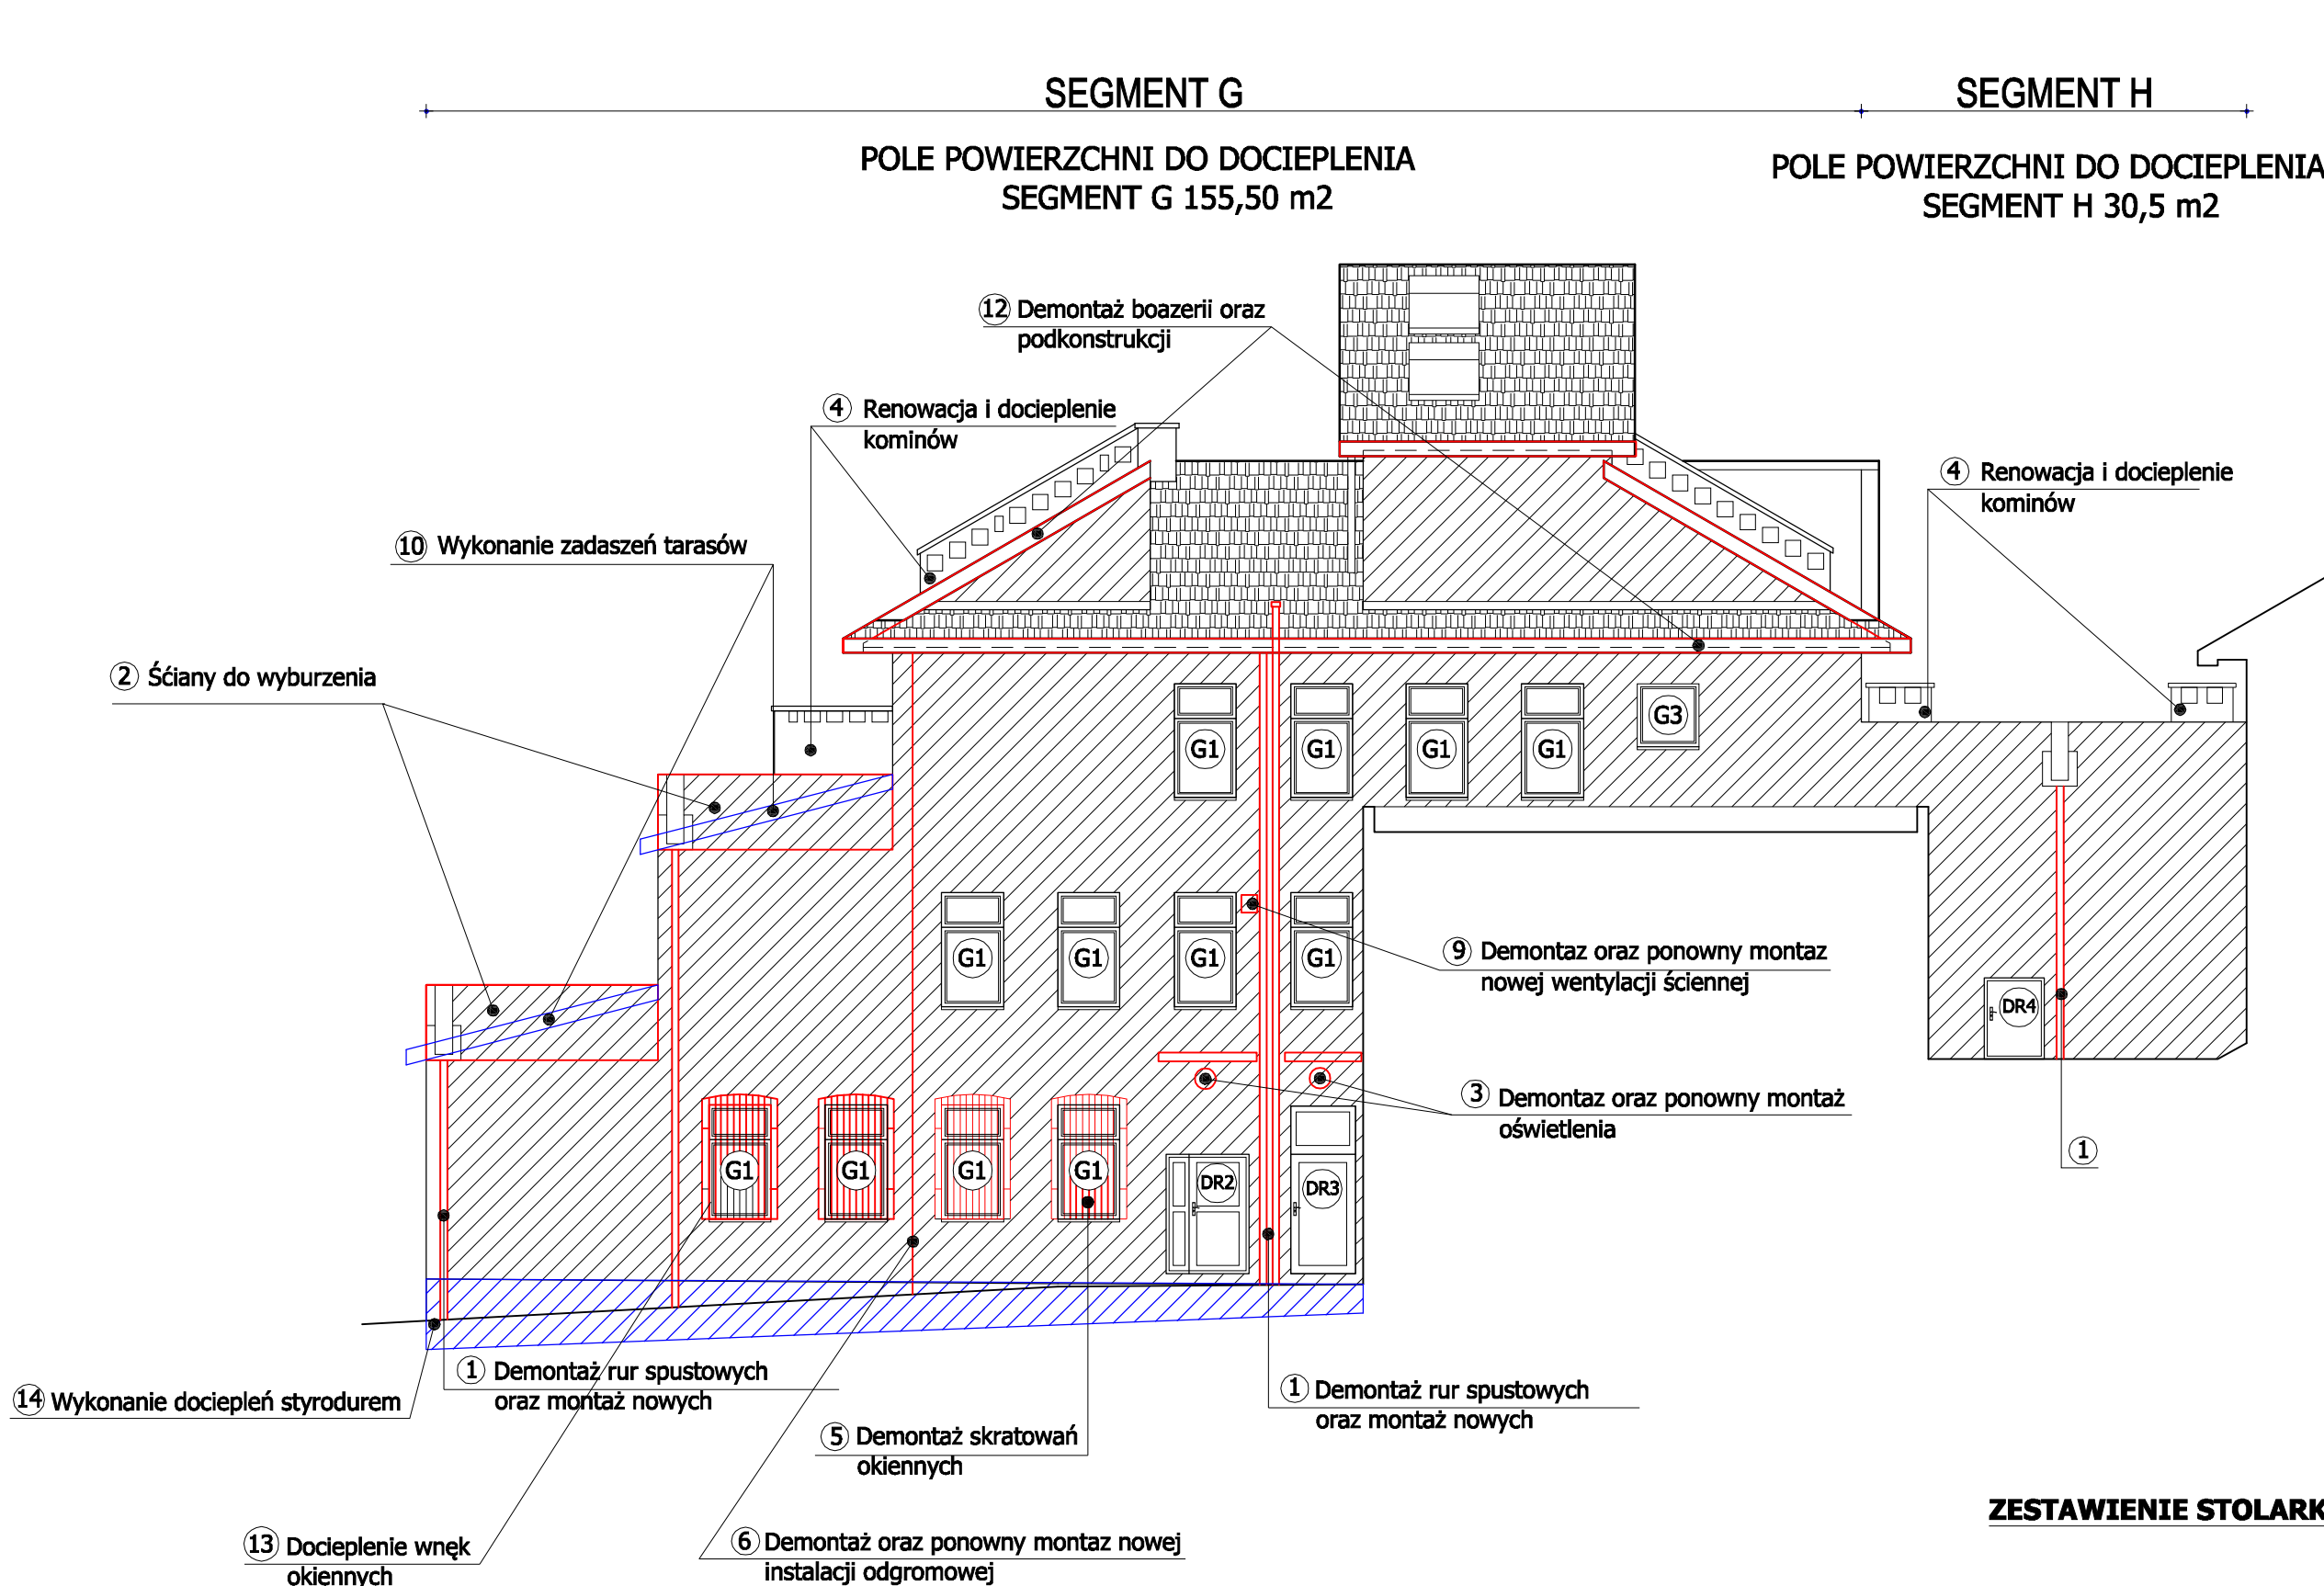 SEGMENT G
SEGMENT H
POLE POWIERZCHNI DO DOCIEPLENIA
SEGMENT G 155,50 m2
POLE POWIERZCHNI DO DOCIEPLENIA
SEGMENT H 30,5 m2
12 Demontaż boazerii oraz
podkonstrukcji
4 Renowacja i docieplenie
kominów
4 Renowacja i docieplenie
kominów
10 Wykonanie zadaszeń tarasów
2 Śćiany do wyburzenia
G1 G1 G1 G1 G3
G1 G1 G1 G1
9 Demontaz oraz ponowny montaz
nowej wentylacji ściennej
DR4
3 Demontaz oraz ponowny montaż
oświetlenia
1
G1 G1 G1 G1 DR2 DR3
1 Demontaż rur spustowych
oraz montaż nowych
14 Wykonanie dociepleń styrodurem
1 Demontaż rur spustowych
oraz montaż nowych
5 Demontaż skratowań
okiennych
13 Docieplenie wnęk
okiennych
6 Demontaż oraz ponowny montaz nowej
instalacji odgromowej
ZESTAWIENIE STOLARK